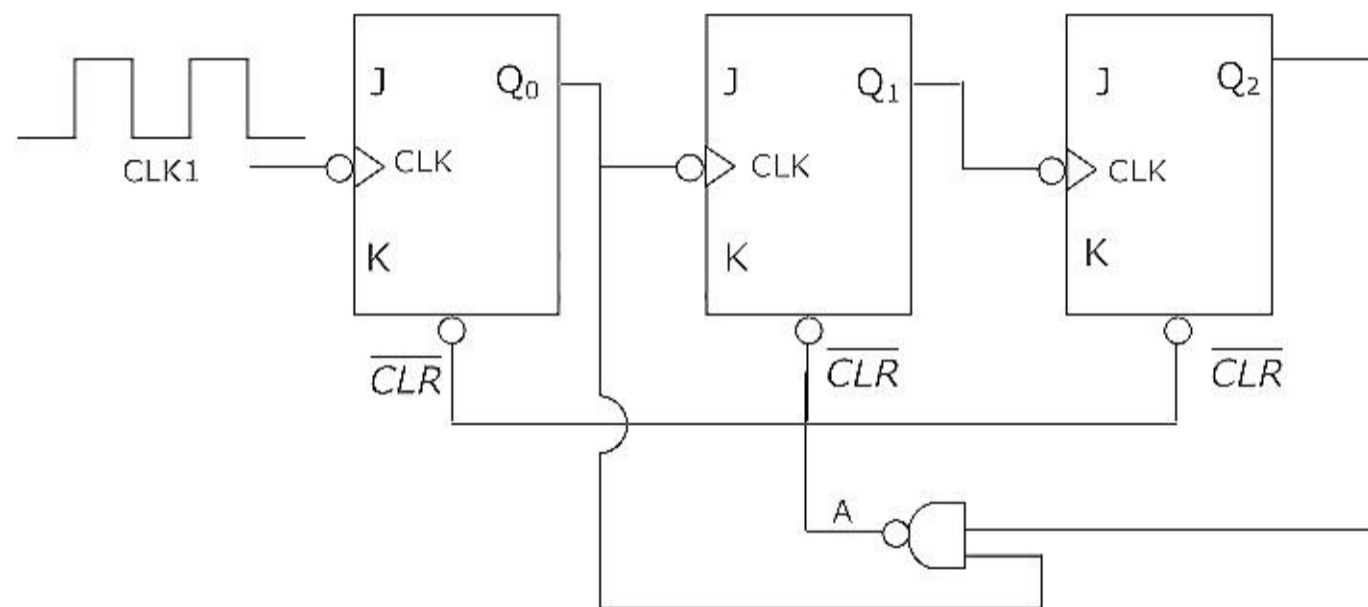 J Q₀ J Q₁ J Q₂
CLK1 CLK CLK CLK
K K K
CLR CLR CLR
A